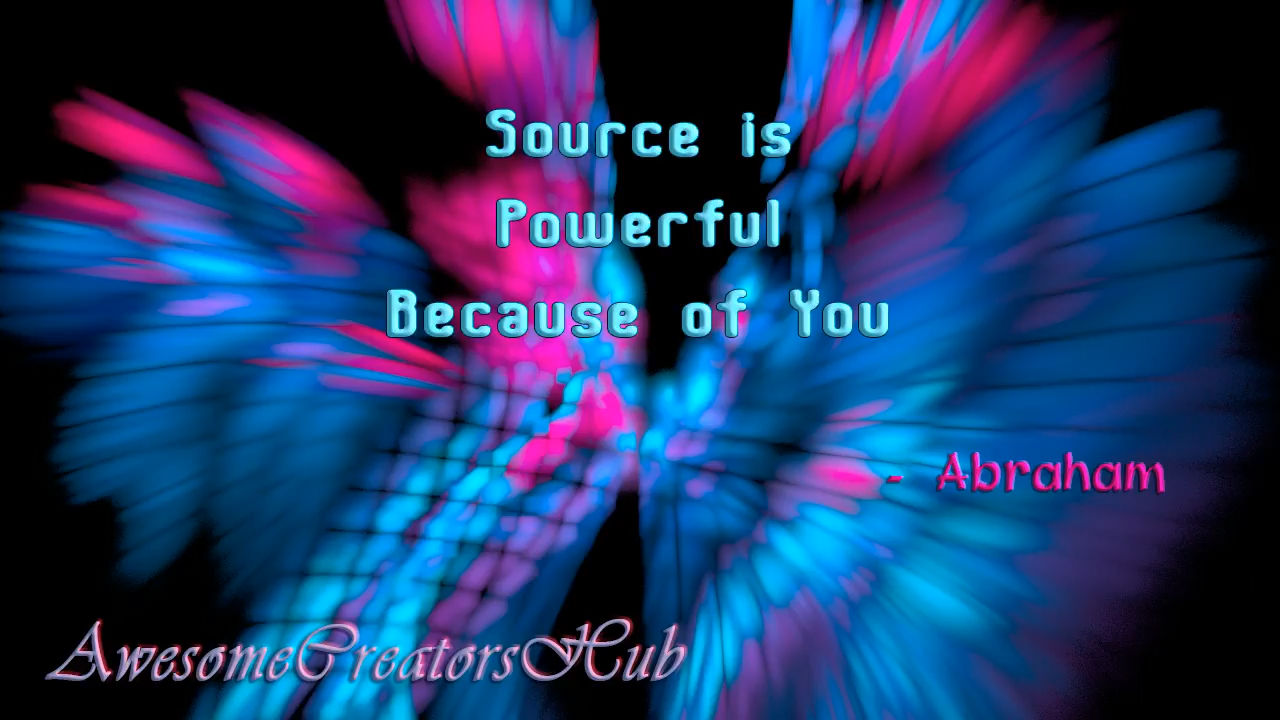 Source is
Powerful
Because of You
- Abraham
AwesomeCreatorsHub